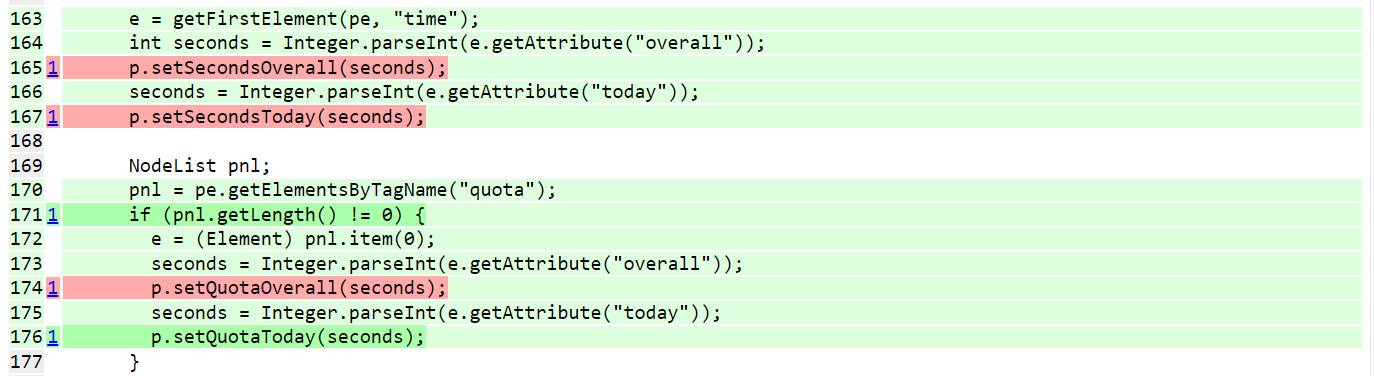 163 e = getFirstElement(pe, "time");
164 int seconds = Integer.parseInt(e.getAttribute("overall"));
165 1 p.setSecondsOverall(seconds);
166 seconds = Integer.parseInt(e.getAttribute("today"));
167 1 p.setSecondsToday(seconds);
168
169 NodeList pnl;
170 pnl = pe.getElementsByTagName("quota");
171 1 if (pnl.getLength() != 0) {
172 e = (Element) pnl.item(0);
173 seconds = Integer.parseInt(e.getAttribute("overall"));
174 1 p.setQuotaOverall(seconds);
175 seconds = Integer.parseInt(e.getAttribute("today"));
176 1 p.setQuotaToday(seconds);
177 }